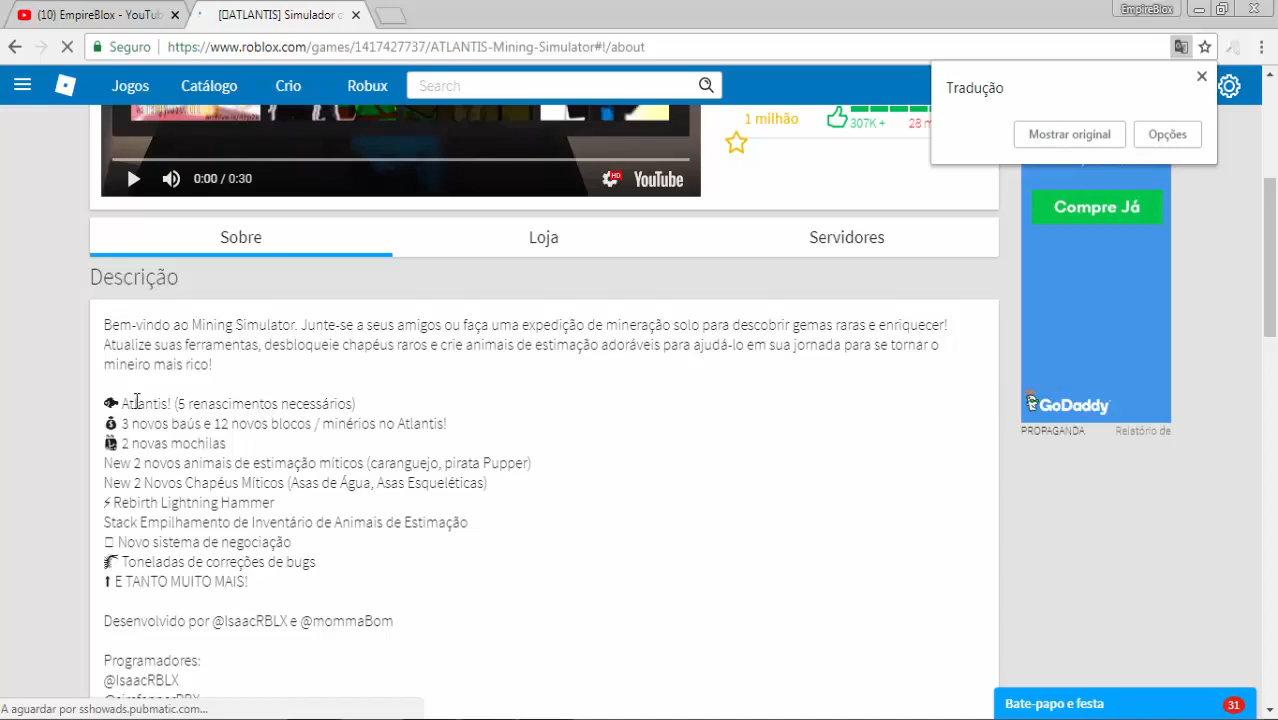 (10) EmpireBlox - YouTu
ATLANTIS] Simulador
EmpireBlox
Seguro
https://www.roblox.com/games/1417427737/ATLANTIS-Mining-Simulator#!/about
Jogos
Catálogo
Crio
Robux
Search
Tradução
Mostrar original
Opções
1 milhão
307K +
28
0:00 / 0:30
HD
YouTube
Compre Já
Sobre
Loja
Servidores
Descrição
Bem-vindo ao Mining Simulator. Junte-se a seus amigos ou faça uma expedição de mineração solo para descobrir gemas raras e enriquecer!
Atualize suas ferramentas, desbloqueie chapéus raros e crie animais de estimação adoráveis para ajudá-lo em sua jornada para se tornar o
mineiro mais rico!
Atlantis! (5 renascimentos necessários)
3 novos baús e 12 novos blocos / minérios no Atlantis!
2 novas mochilas
New 2 novos animais de estimação míticos (caranguejo, pirata Pupper)
New 2 Novos Chapéus Míticos (Asas de Água, Asas Esqueléticas)
⚡Rebirth Lightning Hammer
Stack Empilhamento de Inventário de Animais de Estimação
Novo sistema de negociação
Toneladas de correções de bugs
⬆ E TANTO MUITO MAIS!
Desenvolvido por @IsaacRBLX e @mommaBom
Programadores:
@IsaacRBLX
GoDaddy
PROPAGANDA
Relatório de
A aguardar por sshowads.pubmatic.com...
Bate-papo e festa
31